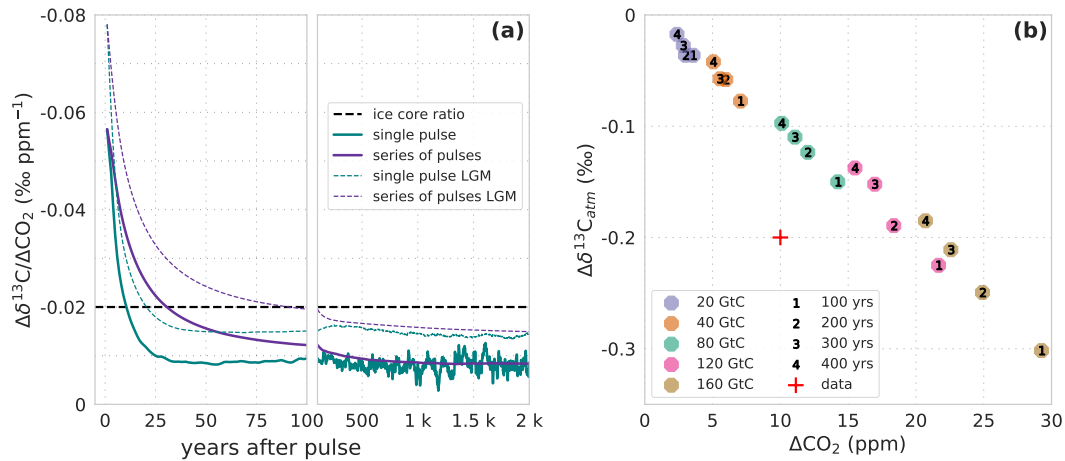 (a)
-0.08
-0.06
-0.04
-0.02
0
Δδ¹³C/ΔCO₂ (‰ ppm⁻¹)
ice core ratio
single pulse
series of pulses
single pulse LGM
series of pulses LGM
0 25 50 75 100 500 1 k 1.5 k 2 k
years after pulse
(b)
0
-0.1
-0.2
-0.3
Δδ¹³C_atm (‰)
4
3
2 1
4
3 2
1
4
3
2
1
4
3
2
1
4
3
2
1
20 GtC 1 100 yrs
40 GtC 2 200 yrs
80 GtC 3 300 yrs
120 GtC 4 400 yrs
160 GtC data
0 5 10 15 20 25 30
ΔCO₂ (ppm)